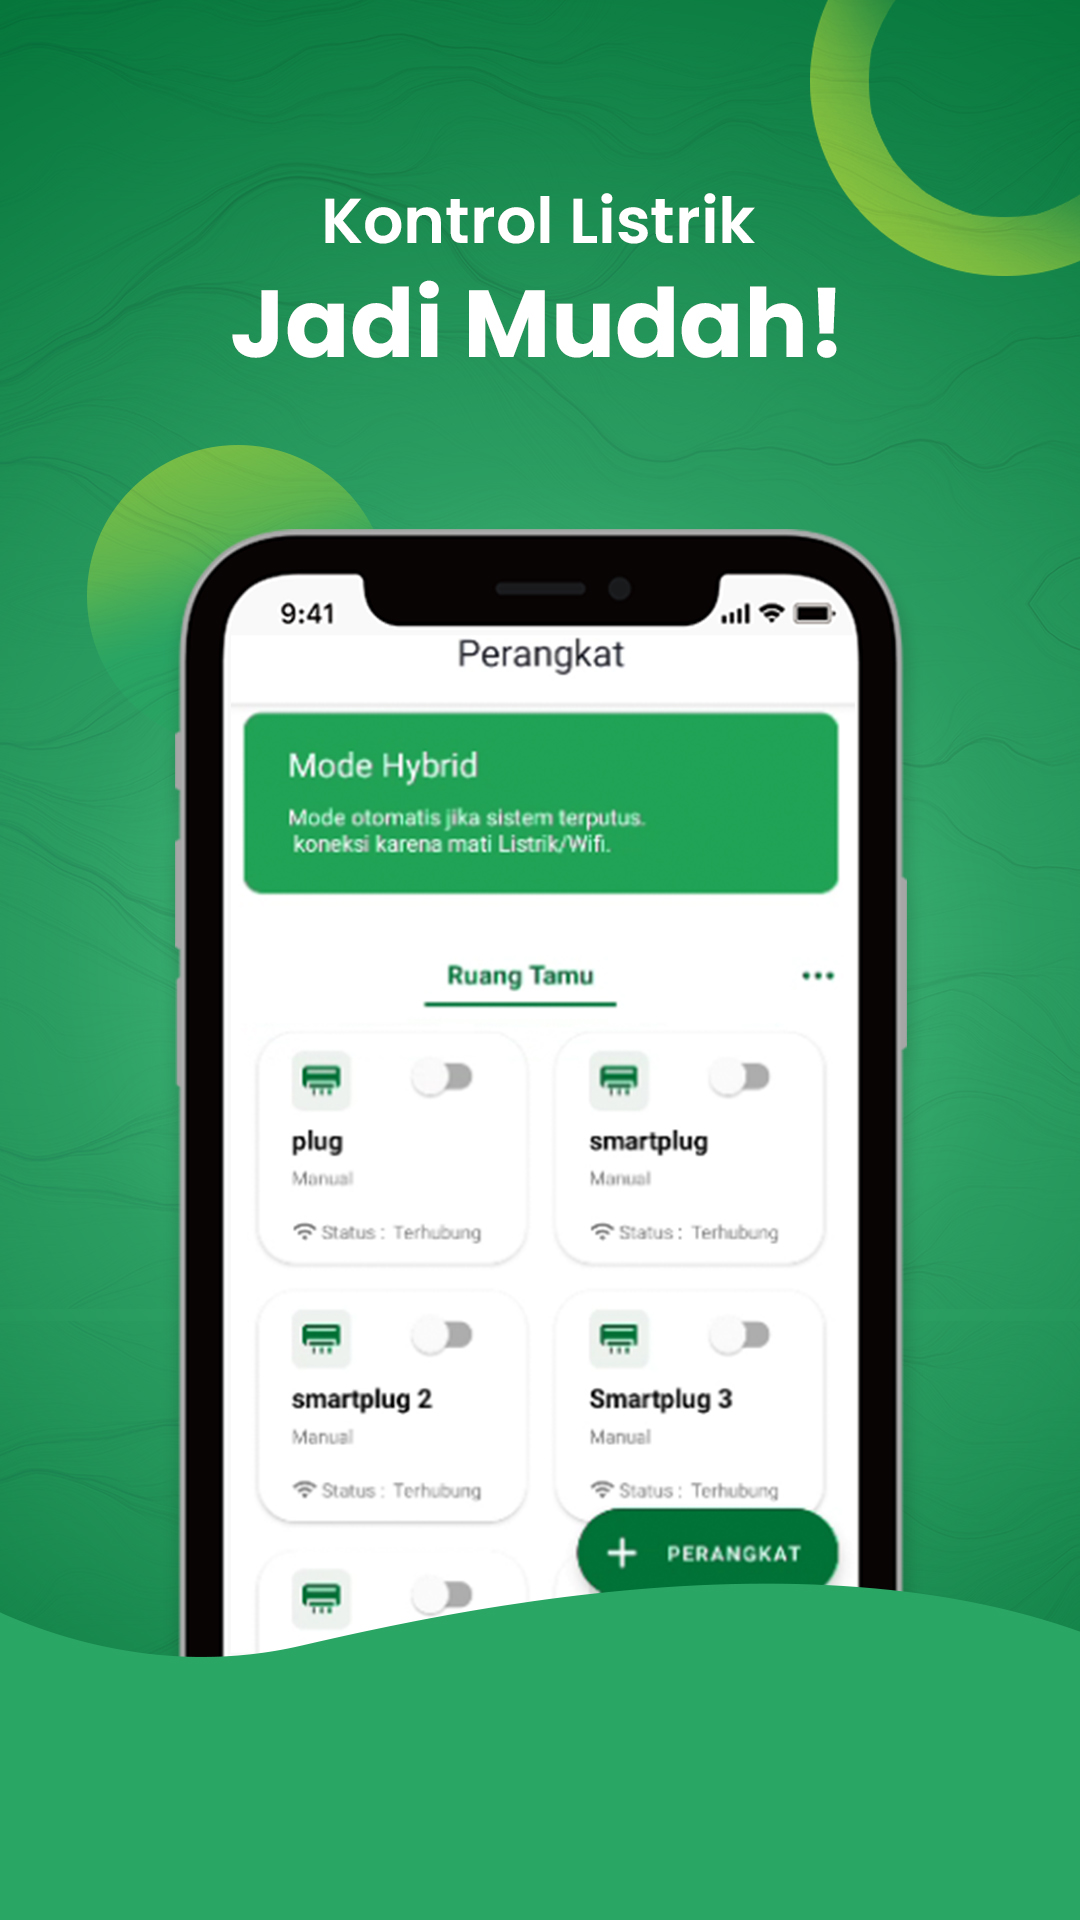 Kontrol Listrik
Jadi Mudah!
9:41
Perangkat
Mode Hybrid
Mode otomatis jika sistem terputus.
koneksi karena mati Listrik/Wifi.
Ruang Tamu
plug
Manual
Status : Terhubung
smartplug
Manual
Status : Terhubung
smartplug 2
Manual
Status : Terhubung
Smartplug 3
Manual
Status : Terhubung
+ PERANGKAT